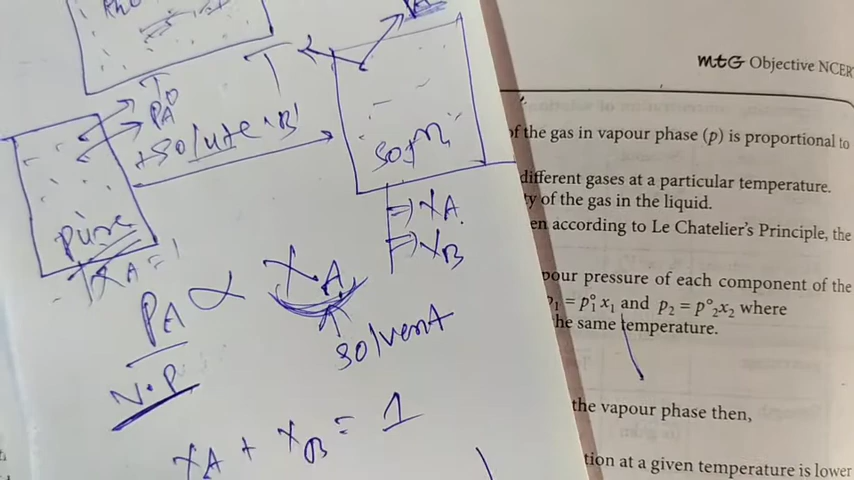 T
P°A
+ solute 'B'
Pure
XA = 1
solⁿ
⇒ XA
⇒ XB
PA ∝ XA
solvent
V.P
XA + XB = 1
mtG Objective NCER
of the gas in vapour phase (p) is proportional to
different gases at a particular temperature.
ty of the gas in the liquid.
en according to Le Chatelier's Principle, the
pour pressure of each component of the
p₁ = p°₁ x₁ and p₂ = p°₂x₂ where
the same temperature.
the vapour phase then,
tion at a given temperature is lower